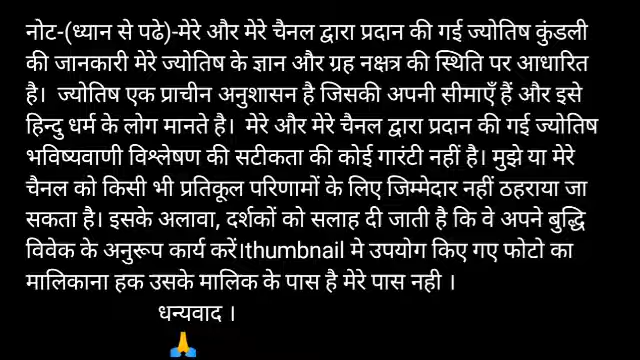 नोट-(ध्यान से पढे)-मेरे और मेरे चैनल द्वारा प्रदान की गई ज्योतिष कुंडली
की जानकारी मेरे ज्योतिष के ज्ञान और ग्रह नक्षत्र की स्थिति पर आधारित
है। ज्योतिष एक प्राचीन अनुशासन है जिसकी अपनी सीमाएँ हैं और इसे
हिन्दु धर्म के लोग मानते है। मेरे और मेरे चैनल द्वारा प्रदान की गई ज्योतिष
भविष्यवाणी विश्लेषण की सटीकता की कोई गारंटी नहीं है। मुझे या मेरे
चैनल को किसी भी प्रतिकूल परिणामों के लिए जिम्मेदार नहीं ठहराया जा
सकता है। इसके अलावा, दर्शकों को सलाह दी जाती है कि वे अपने बुद्धि
विवेक के अनुरूप कार्य करें।thumbnail मे उपयोग किए गए फोटो का
मालिकाना हक उसके मालिक के पास है मेरे पास नही ।
धन्यवाद ।
🙏